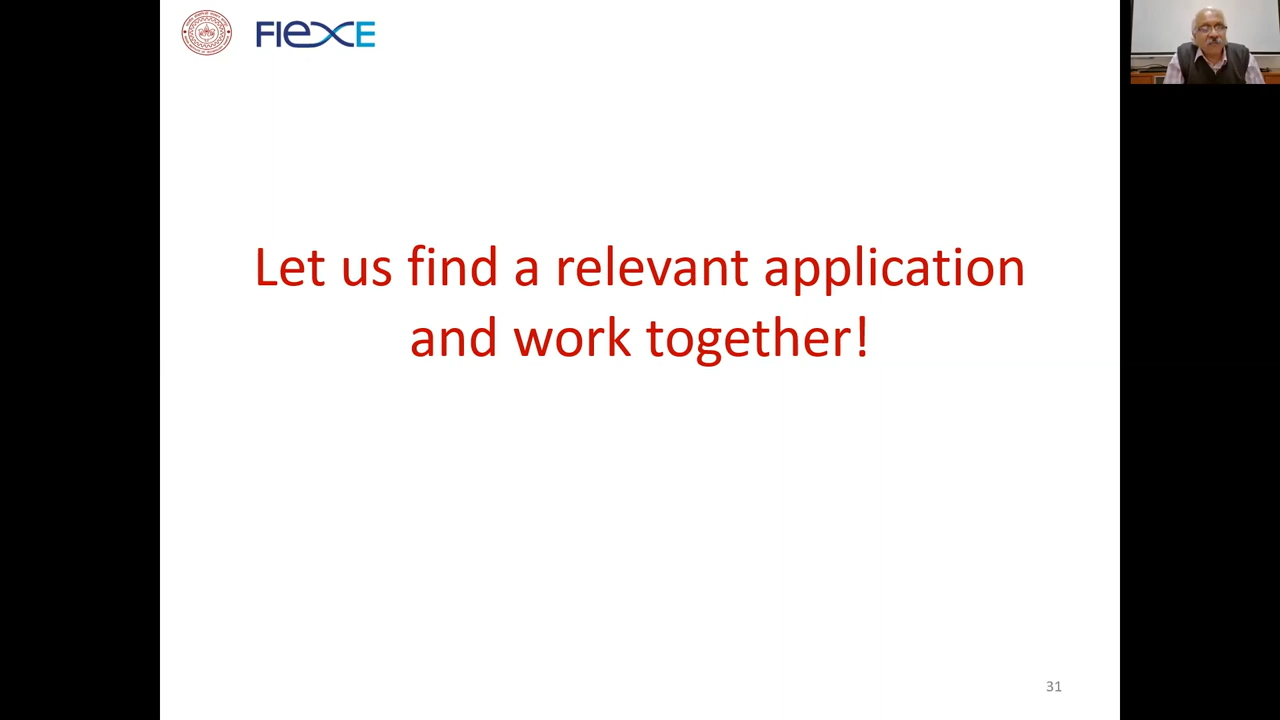 FlexE
Let us find a relevant application
and work together!
31